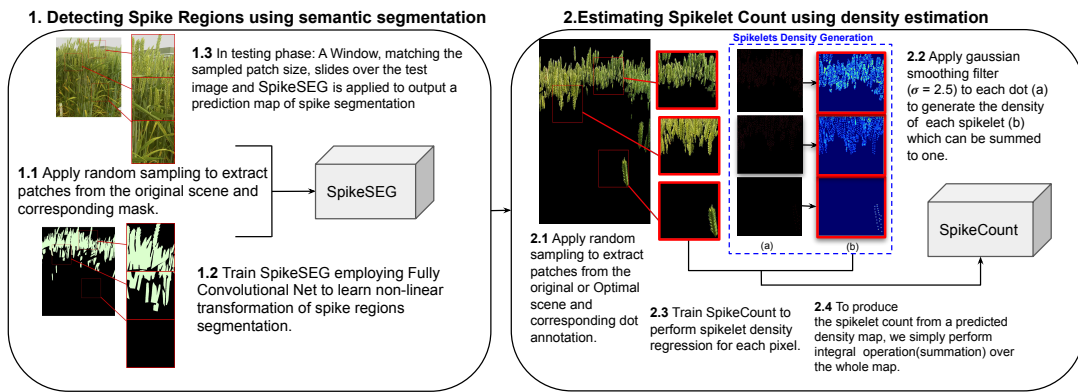 1. Detecting Spike Regions using semantic segmentation
1.3 In testing phase: A Window, matching the
sampled patch size, slides over the test
image and SpikeSEG is applied to output a
prediction map of spike segmentation
1.1 Apply random sampling to extract
patches from the original scene and
corresponding mask.
SpikeSEG
1.2 Train SpikeSEG employing Fully
Convolutional Net to learn non-linear
transformation of spike regions
segmentation.
2.Estimating Spikelet Count using density estimation
Spikelets Density Generation
(a)
(b)
2.2 Apply gaussian
smoothing filter
(σ = 2.5) to each dot (a)
to generate the density
of each spikelet (b)
which can be summed
to one.
SpikeCount
2.1 Apply random
sampling to extract
patches from the
original or Optimal
scene and
corresponding dot
annotation.
2.3 Train SpikeCount to
perform spikelet density
regression for each pixel.
2.4 To produce
the spikelet count from a predicted
density map, we simply perform
integral operation(summation) over
the whole map.